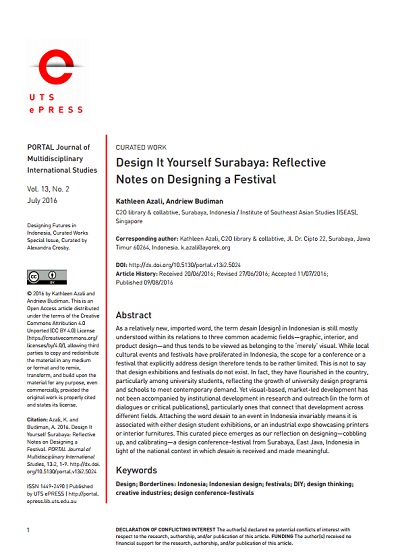 UTS
ePRESS
PORTAL Journal of
Multidisciplinary
International Studies
Vol. 13, No. 2
July 2016
Designing Futures in
Indonesia, Curated Works
Special Issue, Curated by
Alexandra Crosby.
© 2016 by Kathleen Azali and
Andrew Budiman. This is an
Open Access article distributed
under the terms of the Creative
Commons Attribution 4.0
Unported (CC BY 4.0) License
(https://creativecommons.org/
licenses/by/4.0/), allowing third
parties to copy and redistribute
the material in any medium
or format and to remix,
transform, and build upon the
material for any purpose, even
commercially, provided the
original work is properly cited
and states its license.
Citation: Azali, K. and
Budiman, A. 2016. Design It
Yourself Surabaya: Reflective
Notes on Designing a
Festival. PORTAL Journal of
Multidisciplinary International
Studies, 13:2, 1-9. http://dx.doi.
org/10.5130/portal.v13i2.5024
ISSN 1449-2490 | Published
by UTS ePRESS | http://portal.
epress.lib.uts.edu.au
CURATED WORK
Design It Yourself Surabaya: Reflective
Notes on Designing a Festival
Kathleen Azali, Andrew Budiman
C2O library & collabtive, Surabaya, Indonesia / Institute of Southeast Asian Studies (ISEAS),
Singapore
Corresponding author: Kathleen Azali, C2O library & collabtive, Jl. Dr. Cipto 22, Surabaya, Jawa
Timur 60264, Indonesia. k.azali@ayorek.org
DOI: http://dx.doi.org/10.5130/portal.v13i2.5024
Article History: Received 20/06/2016; Revised 27/06/2016; Accepted 11/07/2016;
Published 09/08/2016
Abstract
As a relatively new, imported word, the term desain (design) in Indonesian is still mostly
understood within its relations to three common academic fields—graphic, interior, and
product design—and thus tends to be viewed as belonging to the ‘merely’ visual. While local
cultural events and festivals have proliferated in Indonesia, the scope for a conference or a
festival that explicitly address design therefore tends to be rather limited. This is not to say
that design exhibitions and festivals do not exist. In fact, they have flourished in the country,
particularly among university students, reflecting the growth of university design programs
and schools to meet contemporary demand. Yet visual-based, market-led development has
not been accompanied by institutional development in research and outreach (in the form of
dialogues or critical publications), particularly ones that connect that development across
different fields. Attaching the word desain to an event in Indonesia invariably means it is
associated with either design student exhibitions, or an industrial expo showcasing printers
or interior furnitures. This curated piece emerges as our reflection on designing—cobbling
up, and calibrating—a design conference-festival from Surabaya, East Java, Indonesia in
light of the national context in which desain is received and made meaningful.
Keywords
Design; Borderlines: Indonesia; Indonesian design; festivals; DIY; design thinking;
creative industries; design conference-festivals
1
DECLARATION OF CONFLICTING INTEREST The author(s) declared no potential conflicts of interest with
respect to the research, authorship, and/or publication of this article. FUNDING The author(s) received no
financial support for the research, authorship, and/or publication of this article.